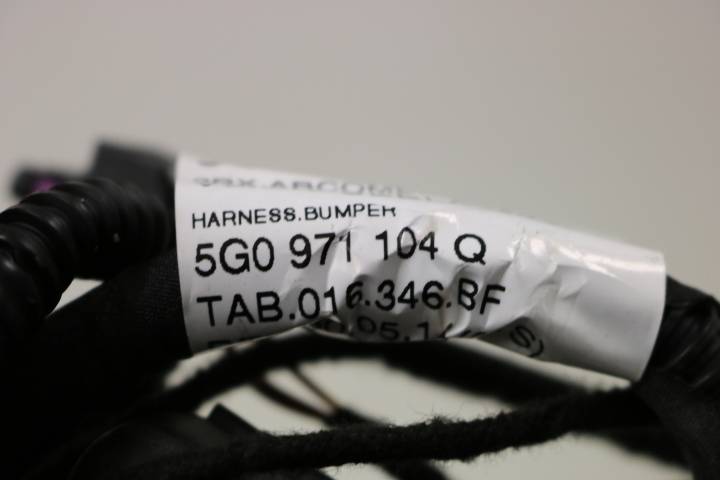 HARNESS.BUMPER
5G0 971 104 Q
TAB.016.346.BF